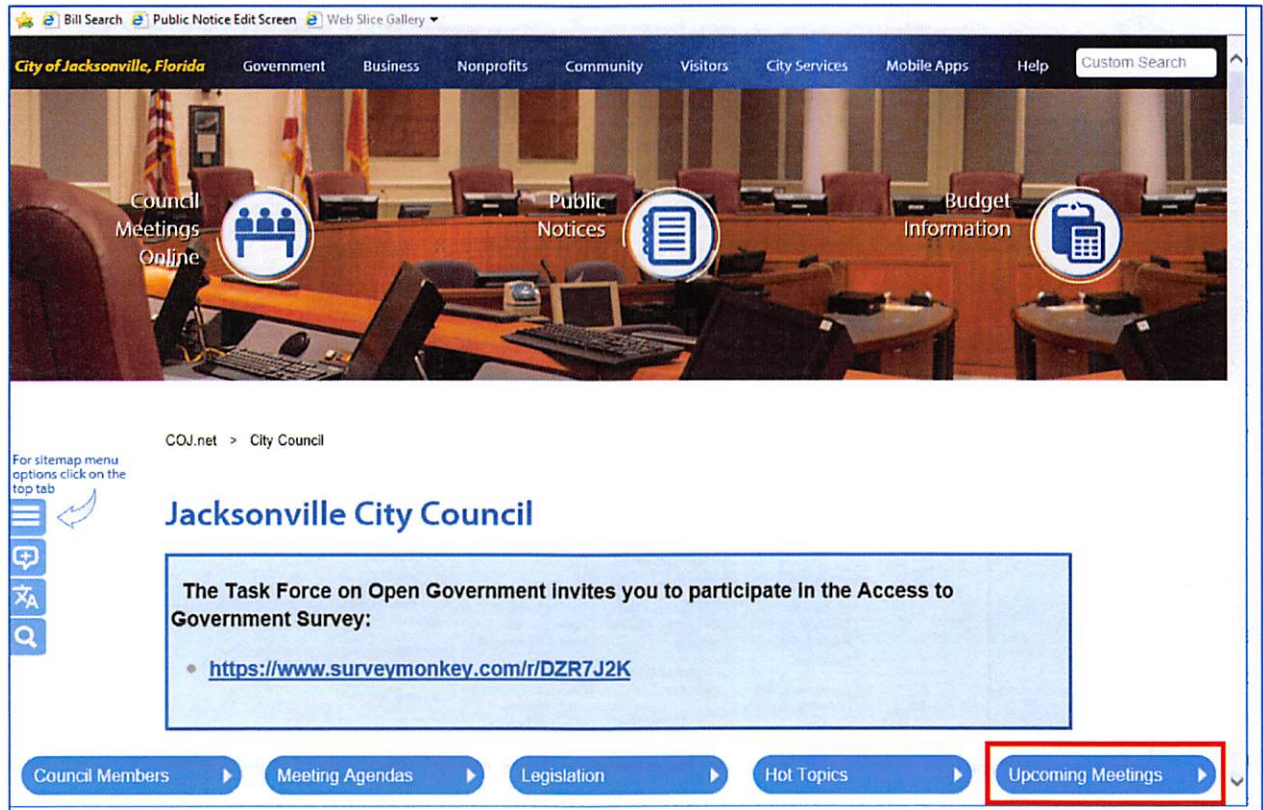 Bill Search Public Notice Edit Screen Web Slice Gallery
City of Jacksonville, Florida Government Business Nonprofits Community Visitors City Services Mobile Apps Help Custom Search
Council
Meetings
Online
Public
Notices
Budget
Information
COJ.net > City Council
For sitemap menu
options click on the
top tab
Jacksonville City Council
The Task Force on Open Government invites you to participate in the Access to
Government Survey:
https://www.surveymonkey.com/r/DZR7J2K
Council Members Meeting Agendas Legislation Hot Topics Upcoming Meetings